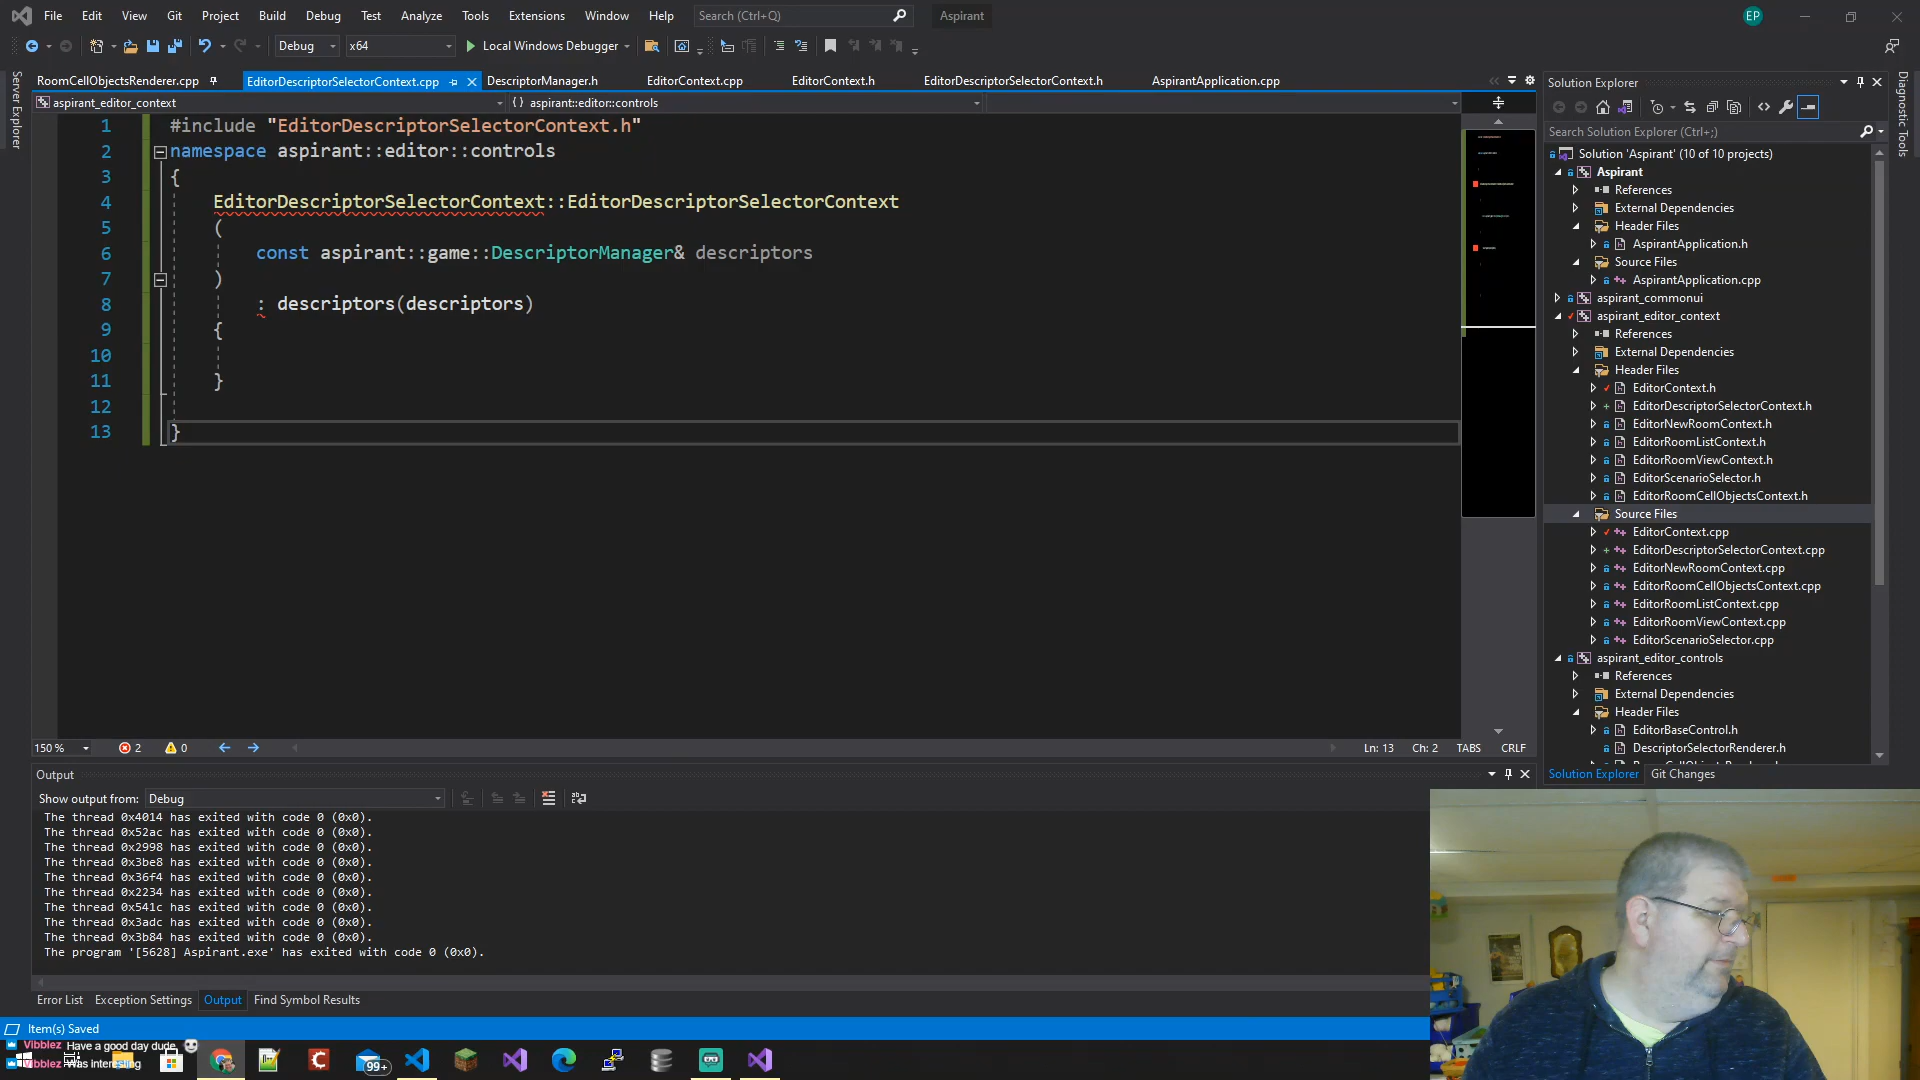 File Edit View Git Project Build Debug Test Analyze Tools Extensions Window Help Search (Ctrl+Q) Aspirant EP
Debug x64 Local Windows Debugger
RoomCellObjectsRenderer.cpp EditorDescriptorSelectorContext.cpp DescriptorManager.h EditorContext.cpp EditorContext.h EditorDescriptorSelectorContext.h AspirantApplication.cpp
aspirant_editor_context {} aspirant::editor::controls
Server Explorer
1 #include "EditorDescriptorSelectorContext.h"
2 namespace aspirant::editor::controls
3 {
4 EditorDescriptorSelectorContext::EditorDescriptorSelectorContext
5 (
6 const aspirant::game::DescriptorManager& descriptors
7 )
8 : descriptors(descriptors)
9 {
10
11 }
12
13 }
150 % 2 0 Ln: 13 Ch: 2 TABS CRLF
Output
Show output from: Debug
The thread 0x4014 has exited with code 0 (0x0).
The thread 0x52ac has exited with code 0 (0x0).
The thread 0x2998 has exited with code 0 (0x0).
The thread 0x3be8 has exited with code 0 (0x0).
The thread 0x36f4 has exited with code 0 (0x0).
The thread 0x2234 has exited with code 0 (0x0).
The thread 0x541c has exited with code 0 (0x0).
The thread 0x3adc has exited with code 0 (0x0).
The thread 0x3b84 has exited with code 0 (0x0).
The program '[5628] Aspirant.exe' has exited with code 0 (0x0).
Error List Exception Settings Output Find Symbol Results
Item(s) Saved
Vibblez Have a good day dude
Vibblez Was interesting
99+
Solution Explorer
Search Solution Explorer (Ctrl+;)
Solution 'Aspirant' (10 of 10 projects)
Aspirant
References
External Dependencies
Header Files
AspirantApplication.h
Source Files
AspirantApplication.cpp
aspirant_commonui
aspirant_editor_context
References
External Dependencies
Header Files
EditorContext.h
EditorDescriptorSelectorContext.h
EditorNewRoomContext.h
EditorRoomListContext.h
EditorRoomViewContext.h
EditorScenarioSelector.h
EditorRoomCellObjectsContext.h
Source Files
EditorContext.cpp
EditorDescriptorSelectorContext.cpp
EditorNewRoomContext.cpp
EditorRoomCellObjectsContext.cpp
EditorRoomListContext.cpp
EditorRoomViewContext.cpp
EditorScenarioSelector.cpp
aspirant_editor_controls
References
External Dependencies
Header Files
EditorBaseControl.h
DescriptorSelectorRenderer.h
Solution Explorer Git Changes
Diagnostic Tools